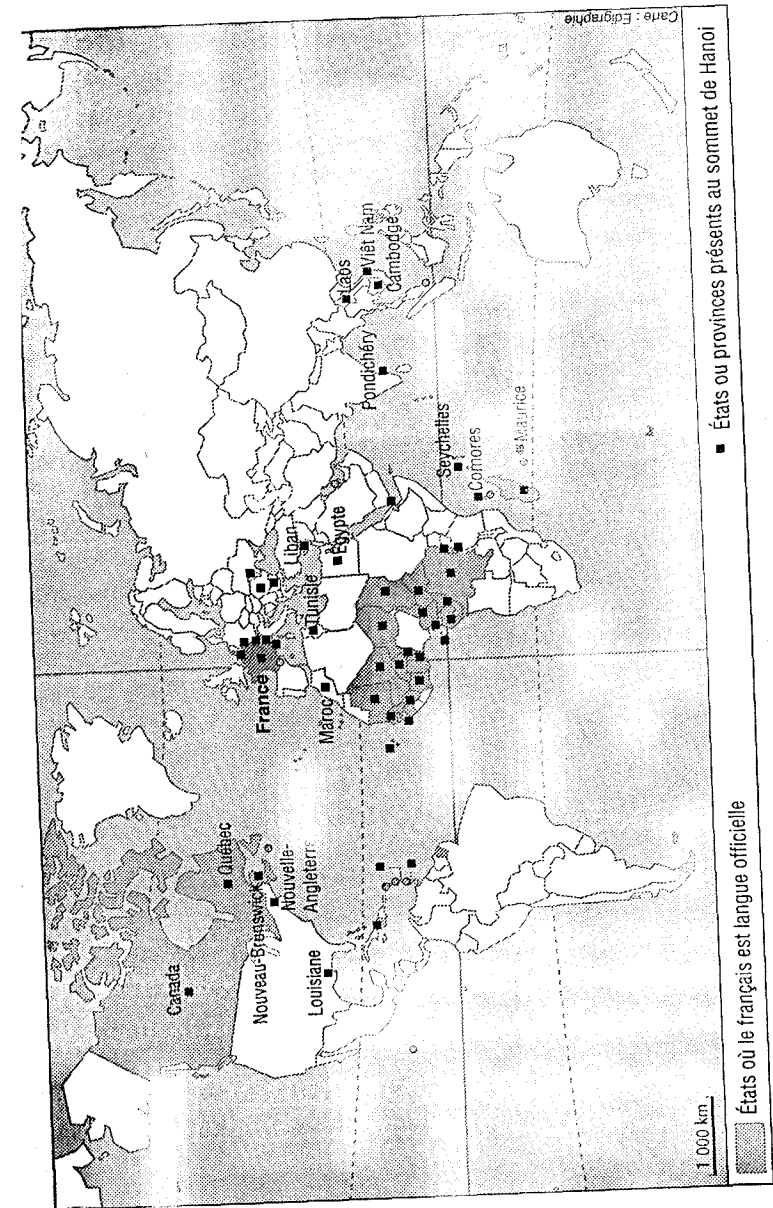 Canada
Québec
Nouveau-Brenswick
Nouvelle-
Angleterre
Louisiane
France
Maroc
Tunisie
Liban
Égypte
Seychelles
Comores
Maurice
Pondichéry
Laos
Viêt Nam
Cambodge
1 000 km
Carte : Édigraphie
États où le français est langue officielle
États ou provinces présents au sommet de Hanoi